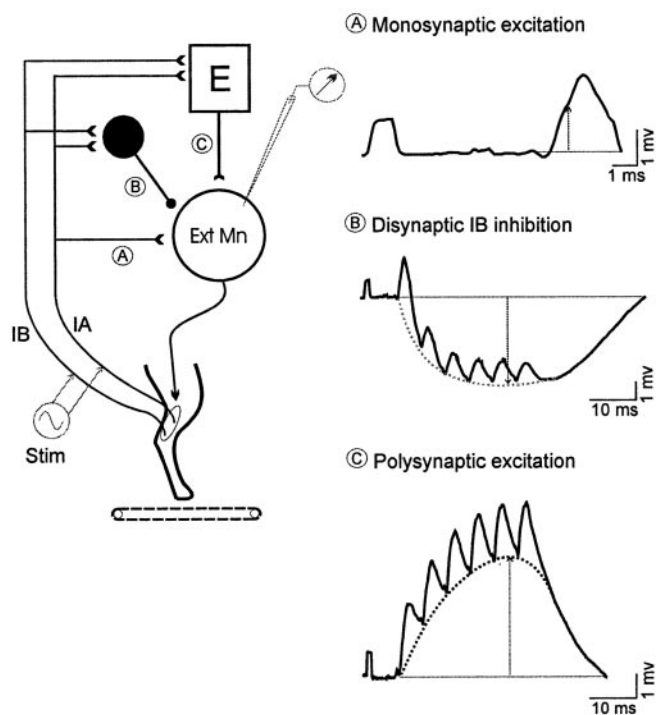 E
C
B
Ext Mn
A
IB
IA
Stim
A Monosynaptic excitation
1 mv
1 ms
B Disynaptic IB inhibition
1 mv
10 ms
C Polysynaptic excitation
1 mv
10 ms